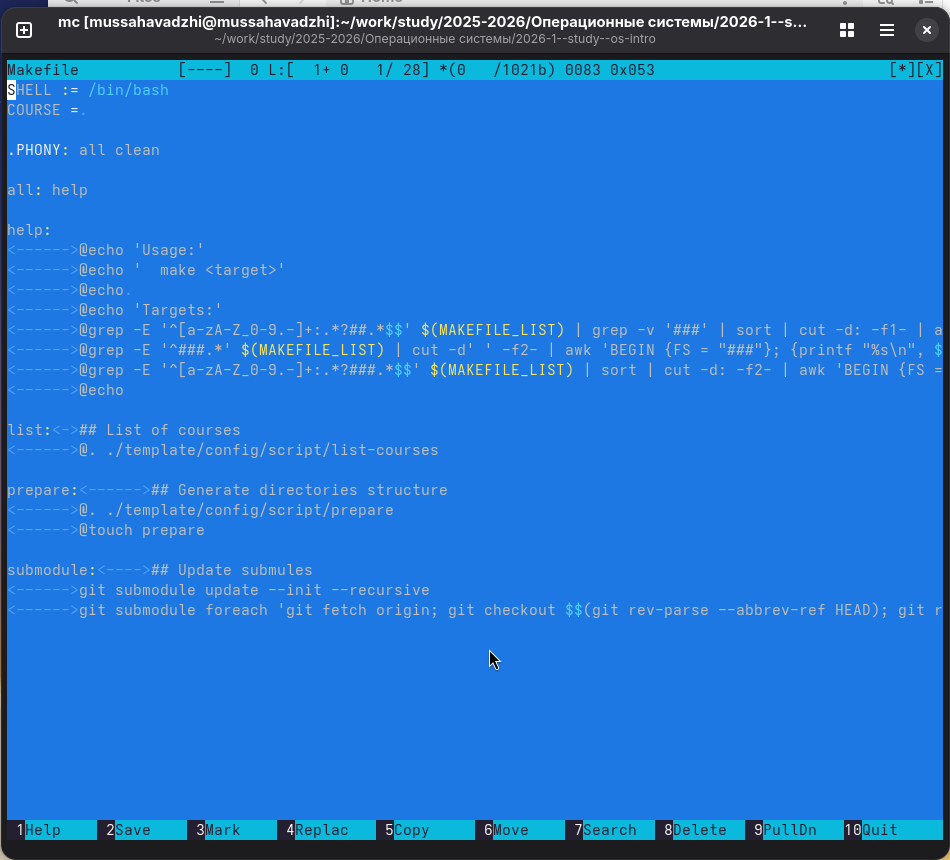 mc [mussahavadzhi@mussahavadzhi]:~/work/study/2025-2026/Операционные системы/2026-1--s...
~/work/study/2025-2026/Операционные системы/2026-1--study--os-intro
Makefile [----] 0 L:[ 1+ 0 1/ 28] *(0 /1021b) 0083 0x053 [*][X]
SHELL := /bin/bash
COURSE =.
.PHONY: all clean
all: help
help:
<------>@echo 'Usage:'
<------>@echo '  make <target>'
<------>@echo.
<------>@echo 'Targets:'
<------>@grep -E '^[a-zA-Z_0-9.-]+:.*?##.*$$' $(MAKEFILE_LIST) | grep -v '###' | sort | cut -d: -f1- | a
<------>@grep -E '^###.*' $(MAKEFILE_LIST) | cut -d' ' -f2- | awk 'BEGIN {FS = "###"}; {printf "%s\n", $
<------>@grep -E '^[a-zA-Z_0-9.-]+:.*?###.*$$' $(MAKEFILE_LIST) | sort | cut -d: -f2- | awk 'BEGIN {FS =
<------>@echo
list:<->## List of courses
<------>@. ./template/config/script/list-courses
prepare:<------>## Generate directories structure
<------>@. ./template/config/script/prepare
<------>@touch prepare
submodule:<---->## Update submules
<------>git submodule update --init --recursive
<------>git submodule foreach 'git fetch origin; git checkout $$(git rev-parse --abbrev-ref HEAD); git r
1Help 2Save 3Mark 4Replac 5Copy 6Move 7Search 8Delete 9PullDn 10Quit